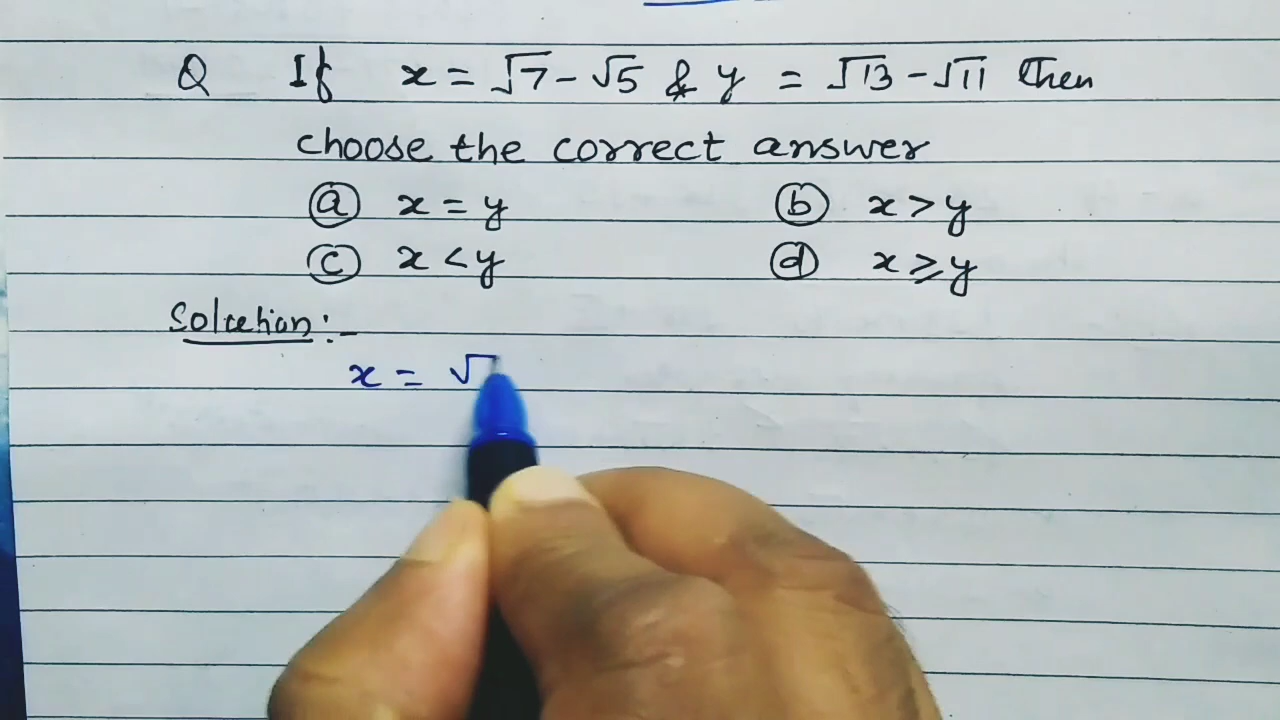 Q If x = √7 - √5 & y = √13 - √11 then
choose the correct answer
ⓐ x = y ⓑ x > y
ⓒ x < y ⓓ x ⩾ y
Solution :-
x = √